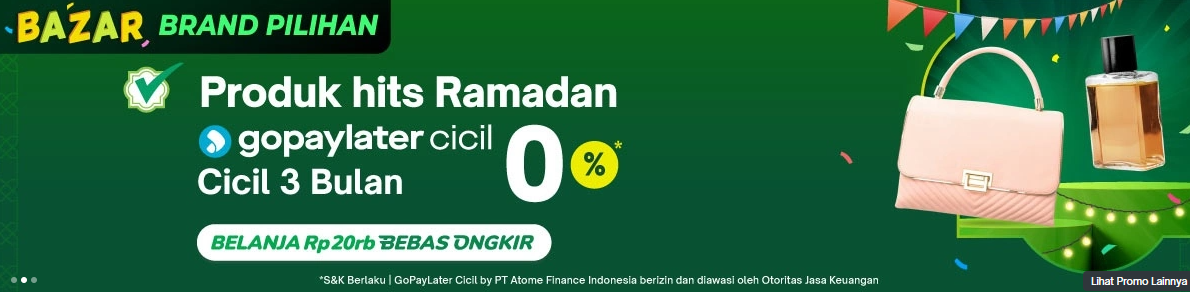 BAZAR BRAND PILIHAN
Produk hits Ramadan
gopaylater cicil 0%*
Cicil 3 Bulan
BELANJA Rp20rb BEBAS ONGKIR
*S&K Berlaku | GoPayLater Cicil by PT Atome Finance Indonesia berizin dan diawasi oleh Otoritas Jasa Keuangan
Lihat Promo Lainnya